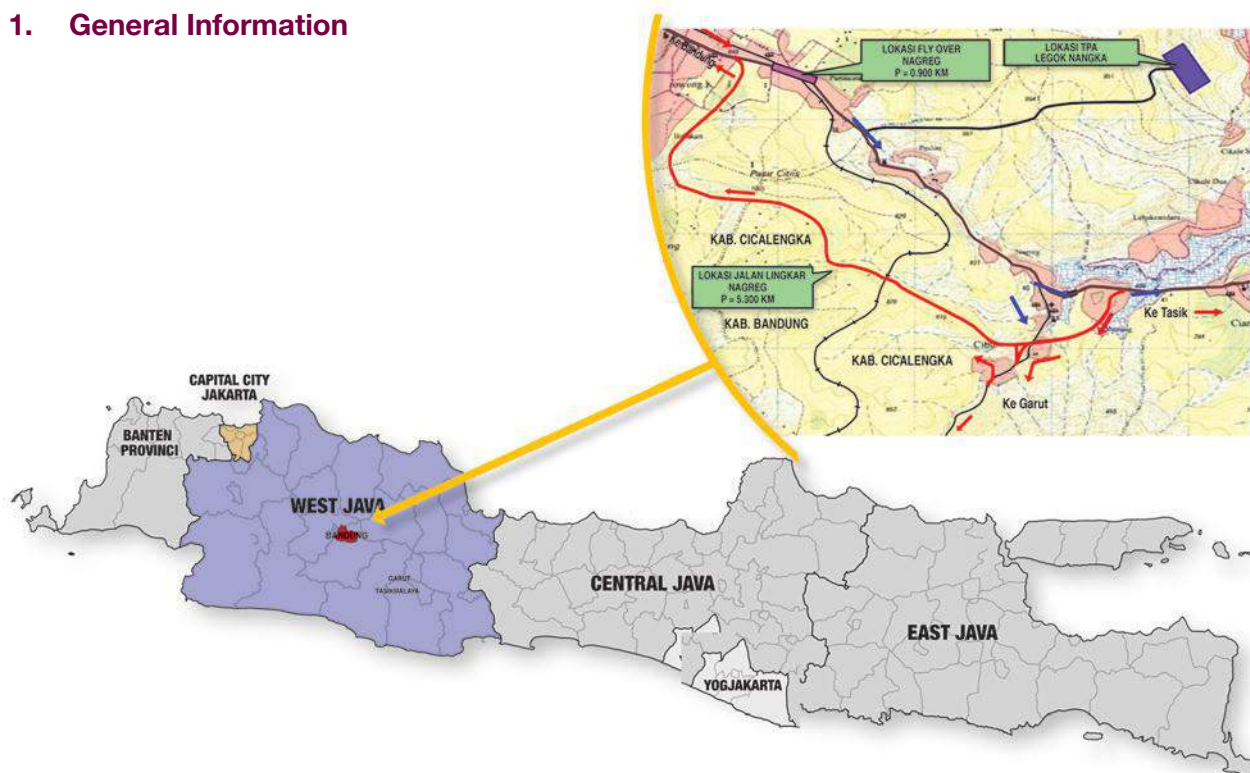 1. General Information
Ke Bandung
LOKASI FLY OVER
NAGREG
P = 0.900 KM
LOKASI TPA
LEGOK NANGKA
KAB. CICALENGKA
LOKASI JALAN LINGKAR
NAGREG
P = 5.300 KM
KAB. BANDUNG
KAB. CICALENGKA
Ke Tasik
Ke Garut
CAPITAL CITY
JAKARTA
BANTEN
PROVINCI
WEST JAVA
BANDUNG
GARUT
TASIKMALAYA
CENTRAL JAVA
EAST JAVA
YOGJAKARTA